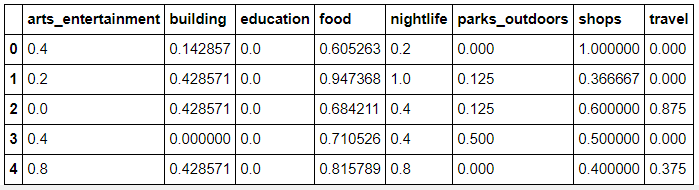 arts_entertainment building education food nightlife parks_outdoors shops travel
0 0.4 0.142857 0.0 0.605263 0.2 0.000 1.000000 0.000
1 0.2 0.428571 0.0 0.947368 1.0 0.125 0.366667 0.000
2 0.0 0.428571 0.0 0.684211 0.4 0.125 0.600000 0.875
3 0.4 0.000000 0.0 0.710526 0.4 0.500 0.500000 0.000
4 0.8 0.428571 0.0 0.815789 0.8 0.000 0.400000 0.375